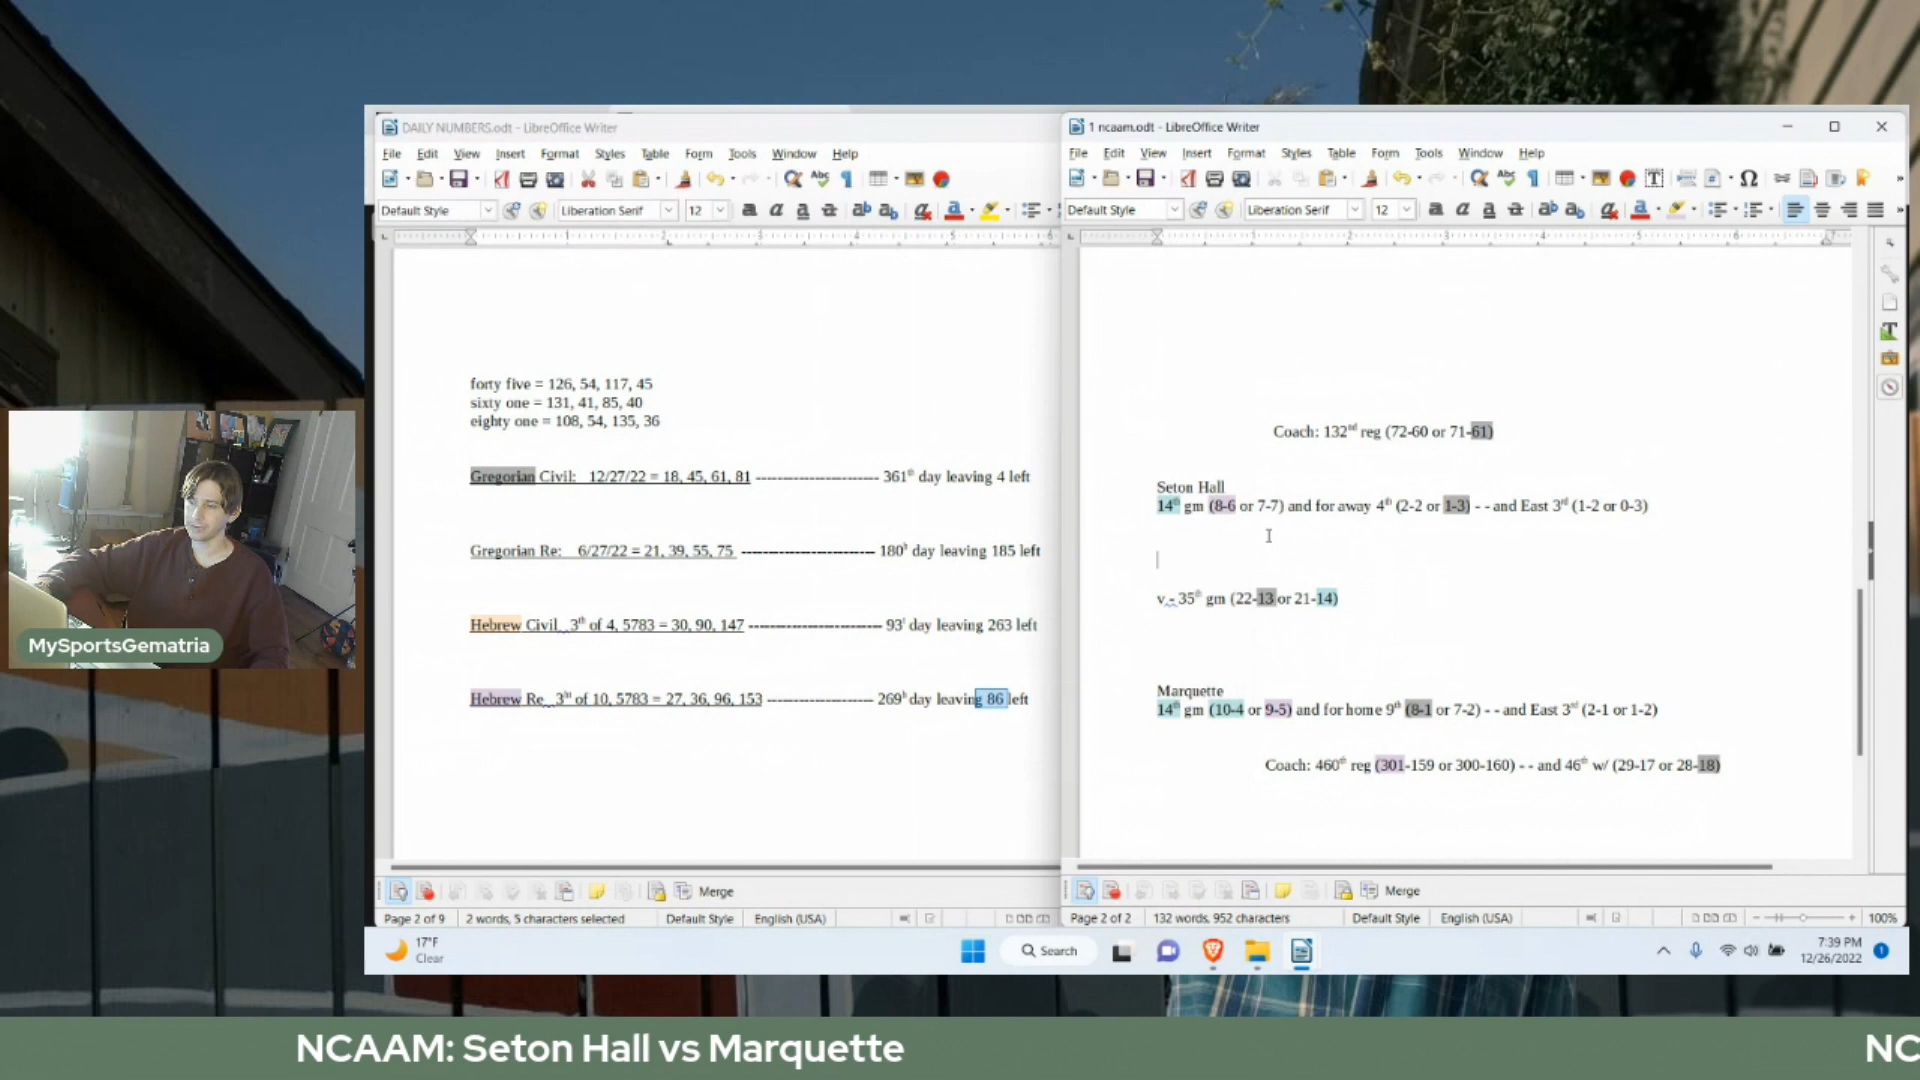 DAILY NUMBERS.odt - LibreOffice Writer
File Edit View Insert Format Styles Table Form Tools Window Help
Default Style Liberation Serif 12
forty five = 126, 54, 117, 45
sixty one = 131, 41, 85, 40
eighty one = 108, 54, 135, 36
Gregorian Civil: 12/27/22 = 18, 45, 61, 81 ------------------------ 361th day leaving 4 left
Gregorian Re: 6/27/22 = 21, 39, 55, 75 -------------------------- 180h day leaving 185 left
Hebrew Civil 3th of 4, 5783 = 30, 90, 147 -------------------------- 93 day leaving 263 left
Hebrew Re 3 of 10, 5783 = 27, 36, 96, 153 -------------------- 269h day leaving 86 left
Merge
Page 2 of 9 2 words, 5 characters selected Default Style English (USA)
1 ncaam.odt - LibreOffice Writer
File Edit View Insert Format Styles Table Form Tools Window Help
Default Style Liberation Serif 12
Coach: 132nd reg (72-60 or 71-61)
Seton Hall
14th gm (8-6 or 7-7) and for away 4th (2-2 or 1-3) - - and East 3rd (1-2 or 0-3)
v - 35th gm (22-13 or 21-14)
Marquette
14th gm (10-4 or 9-5) and for home 9th (8-1 or 7-2) - - and East 3rd (2-1 or 1-2)
Coach: 460th reg (301-159 or 300-160) - - and 46th w/ (29-17 or 28-18)
Merge
Page 2 of 2 132 words, 952 characters Default Style English (USA) 100%
17°F
Clear
Search
7:39 PM
12/26/2022
1
MySportsGematria
NCAAM: Seton Hall vs Marquette
NC